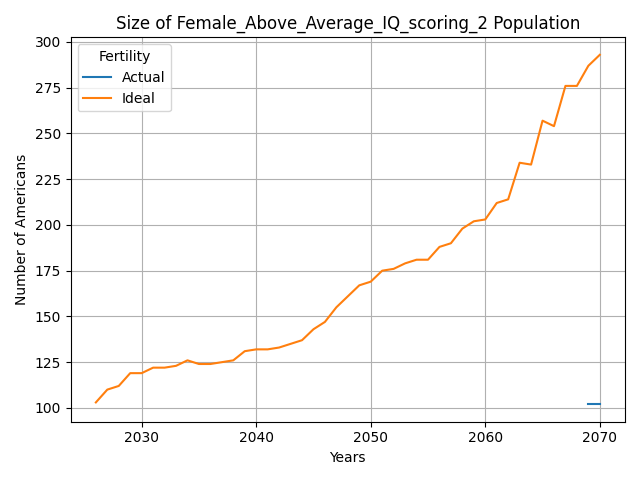 Size of Female_Above_Average_IQ_scoring_2 Population
300
275
250
225
200
175
150
125
100
Number of Americans
Fertility
Actual
Ideal
2030 2040 2050 2060 2070
Years